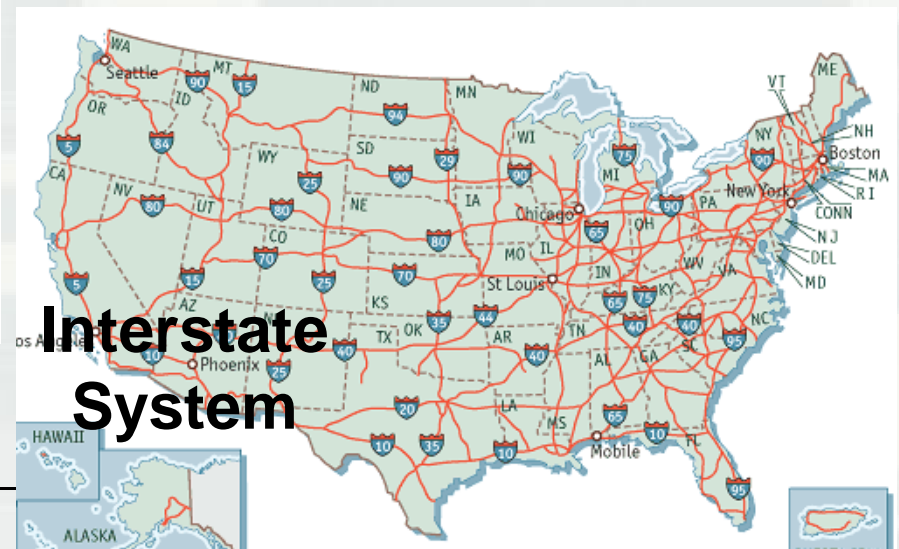 WA
Seattle
MT
ND
MN
VT
ME
90
15
OR
ID
94
WI
NY
NH
5
84
SD
29
90
75
90
Boston
CA
WY
25
90
MI
MA
RI
NV
80
UT
80
NE
IA
Chicago
90
PA
New York
CONN
CO
80
65
OH
NJ
70
MO
IL
DEL
5
15
25
70
St Louis
IN
WV
VA
MD
AZ
KS
65
75
KY
Interstate
os Angele
TX
OK
35
44
AR
TN
40
40
NC
SC
95
10
Phoenix
25
40
40
AL
GA
System
20
LA
MS
65
HAWAII
10
35
10
Mobile
10
FL
95
ALASKA